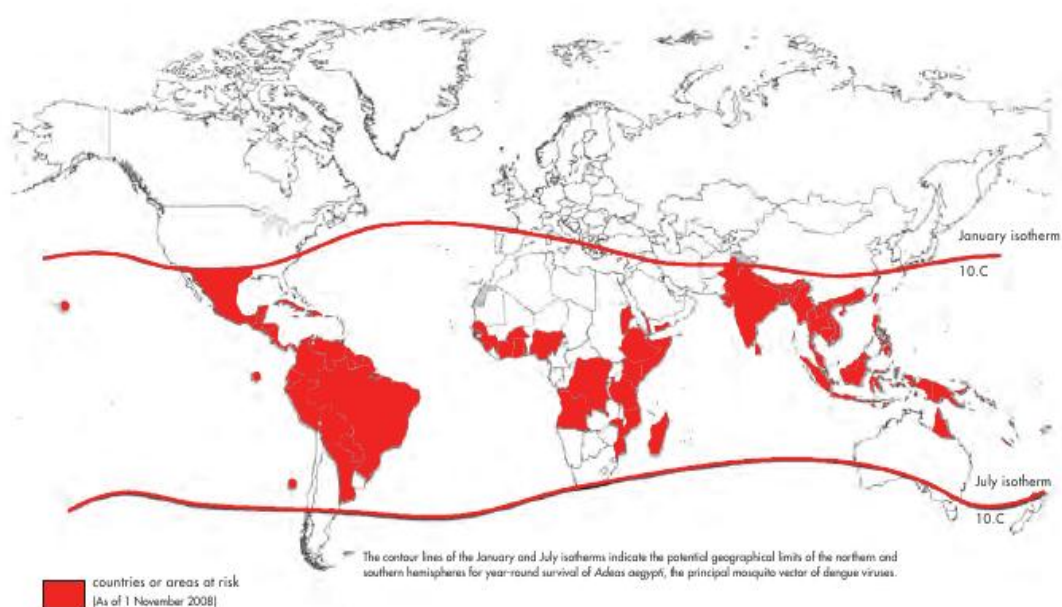 January isotherm
10.C
July isotherm
10.C
The contour lines of the January and July isotherms indicate the potential geographical limits of the northern and
southern hemispheres for year-round survival of Adeas aegypti, the principal mosquito vector of dengue viruses.
countries or areas at risk
(As of 1 November 2008)